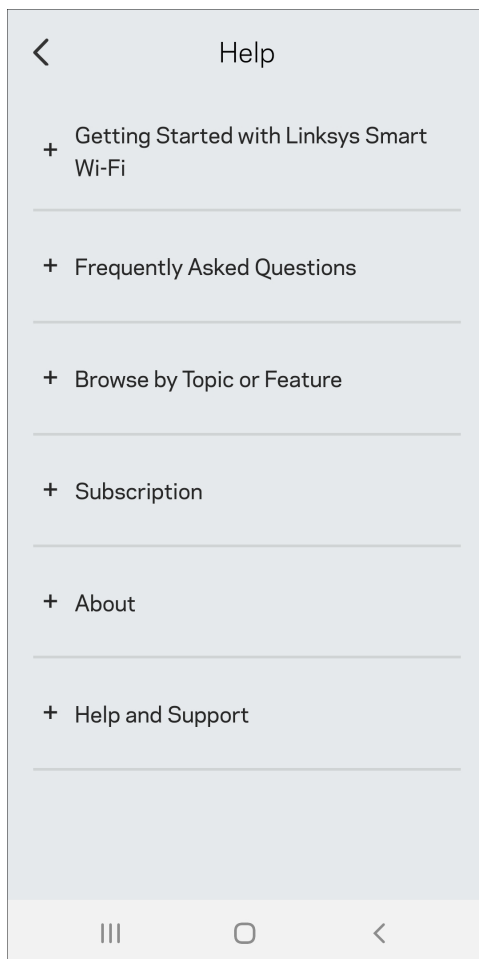 Help
+ Getting Started with Linksys Smart
Wi-Fi
+ Frequently Asked Questions
+ Browse by Topic or Feature
+ Subscription
+ About
+ Help and Support